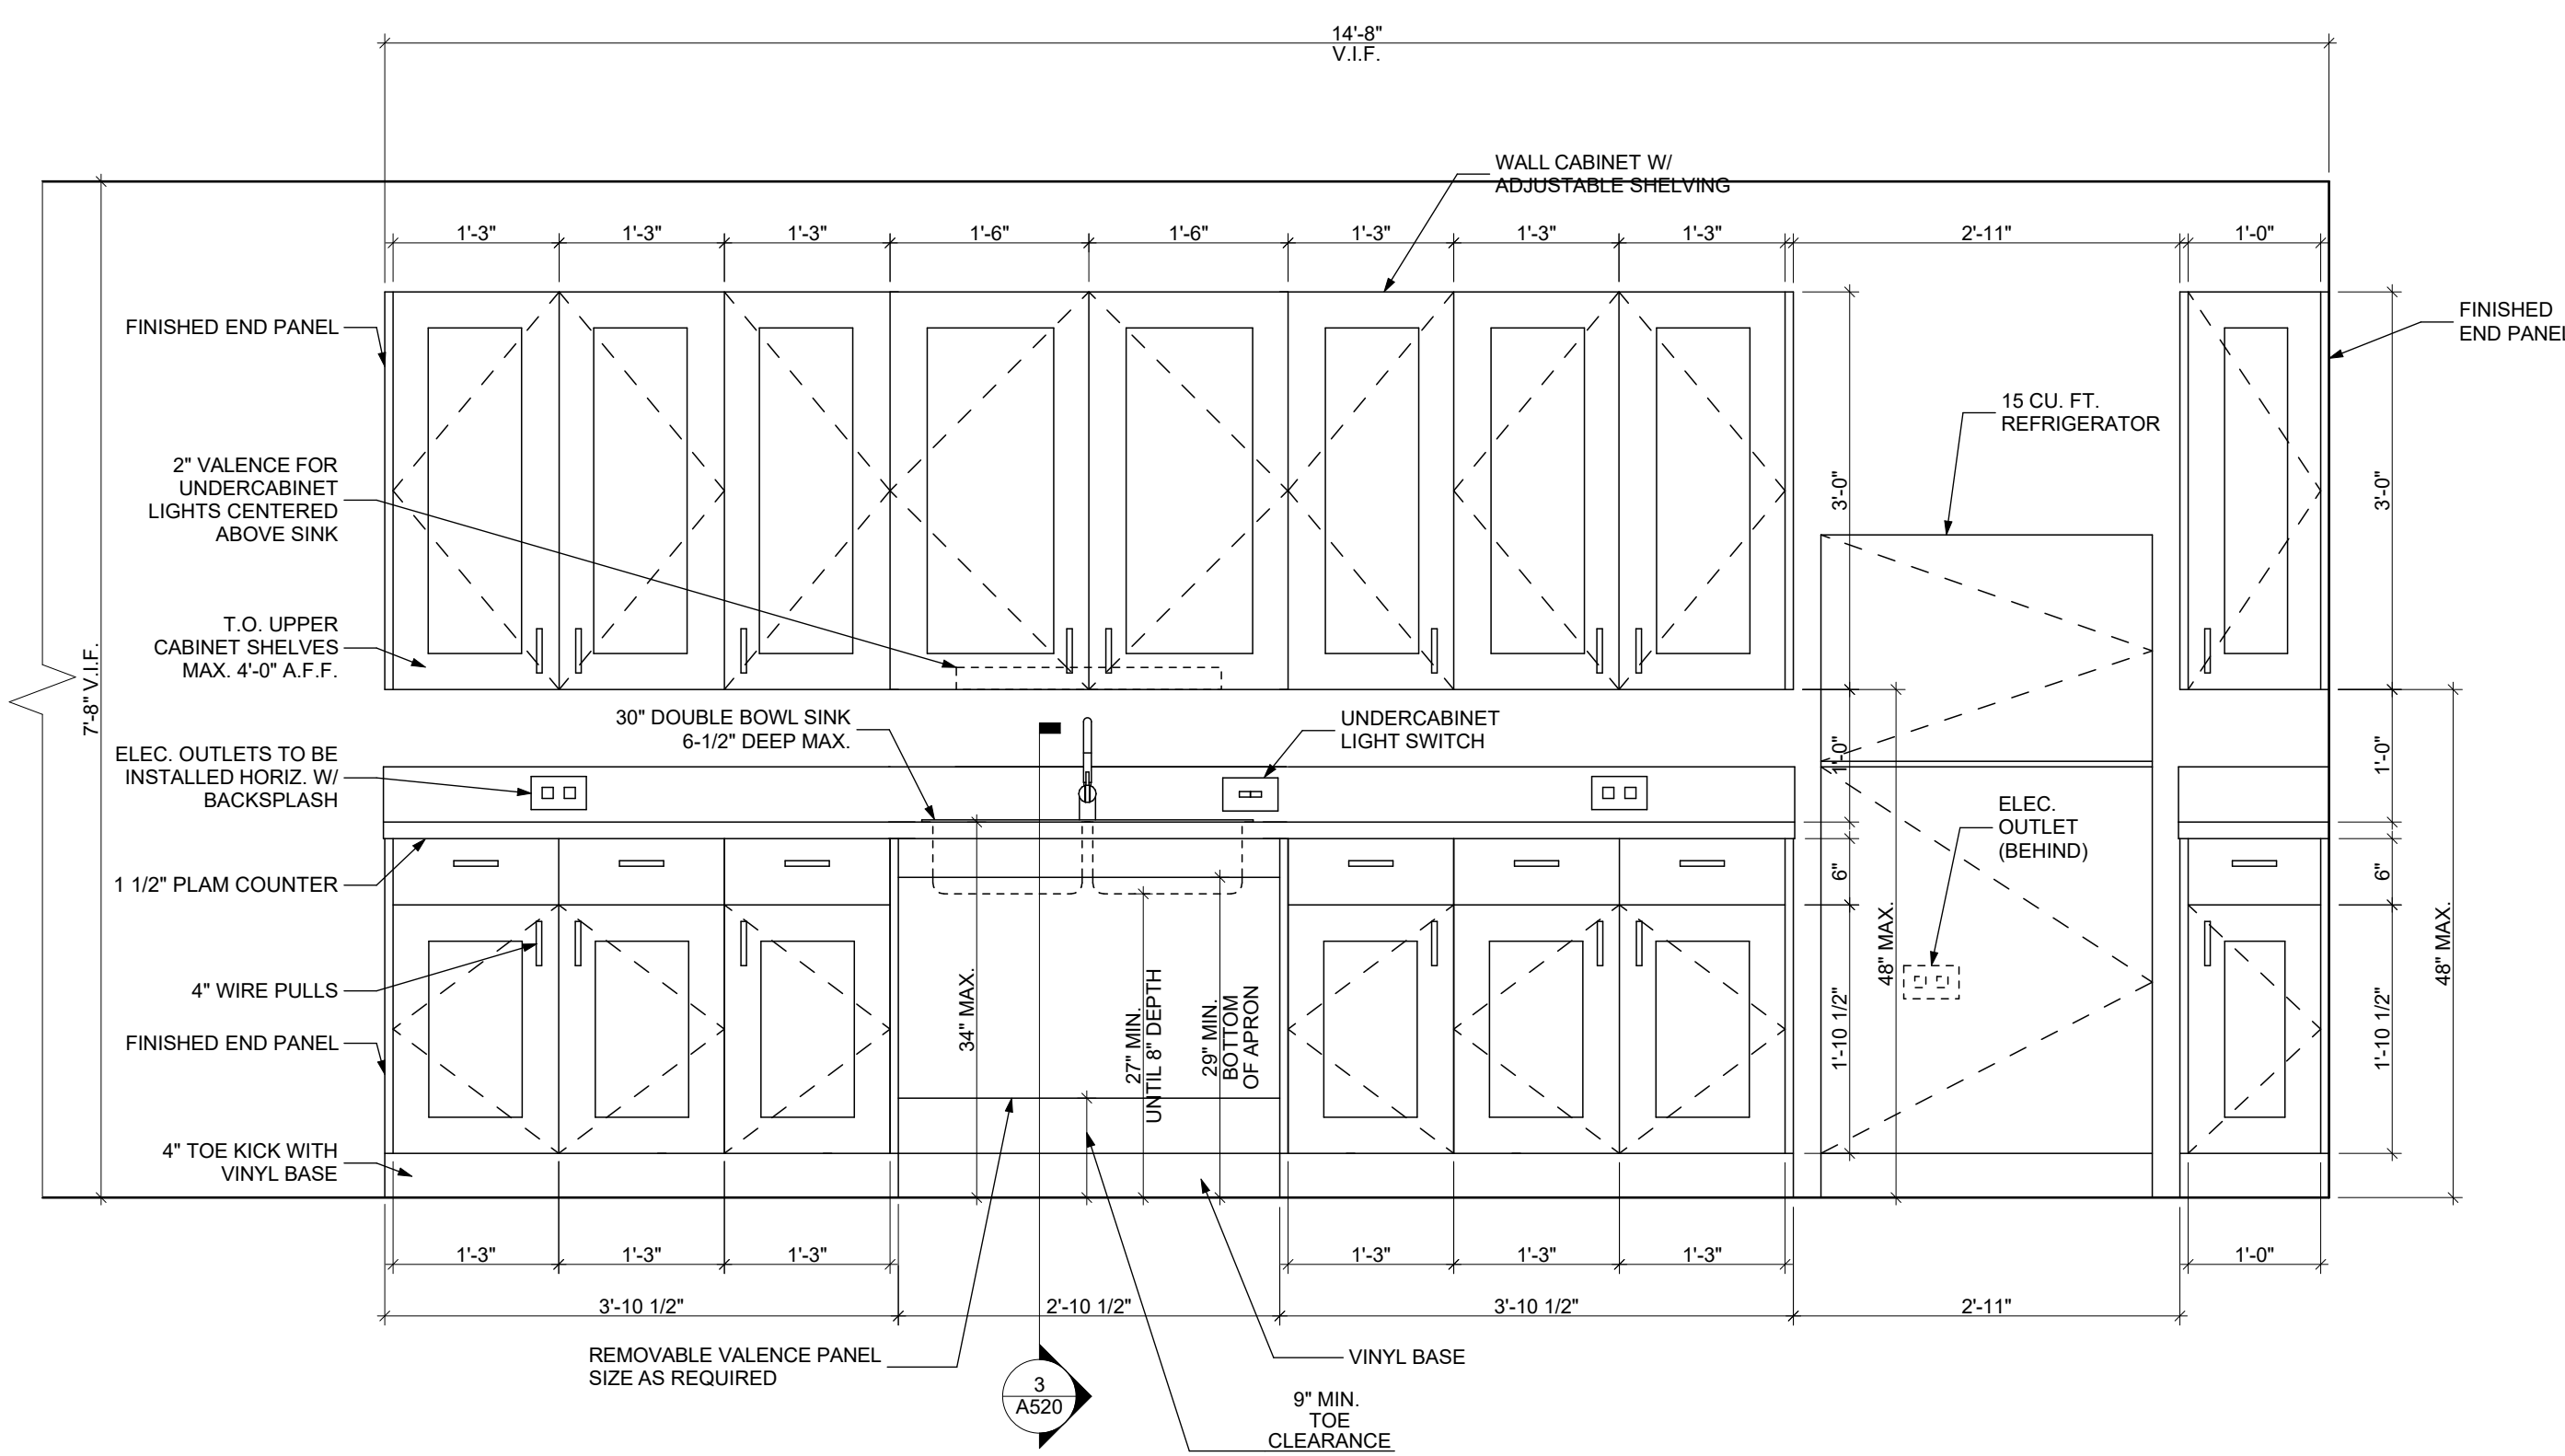 14'-8"
V.I.F.
WALL CABINET W/
ADJUSTABLE SHELVING
1'-3"
1'-3"
1'-3"
1'-6"
1'-6"
1'-3"
1'-3"
1'-3"
2'-11"
1'-0"
FINISHED END PANEL
FINISHED
END PANEL
15 CU. FT.
REFRIGERATOR
2" VALENCE FOR
UNDERCABINET
LIGHTS CENTERED
ABOVE SINK
3'-0"
3'-0"
T.O. UPPER
CABINET SHELVES
MAX. 4'-0" A.F.F.
7'-8" V.I.F.
30" DOUBLE BOWL SINK
6-1/2" DEEP MAX.
UNDERCABINET
LIGHT SWITCH
ELEC. OUTLETS TO BE
INSTALLED HORIZ. W/
BACKSPLASH
1'-0"
1'-0"
ELEC.
OUTLET
(BEHIND)
1 1/2" PLAM COUNTER
6"
6"
48" MAX.
48" MAX.
4" WIRE PULLS
34" MAX.
27" MIN.
UNTIL 8" DEPTH
29" MIN.
BOTTOM
OF APRON
1'-10 1/2"
1'-10 1/2"
FINISHED END PANEL
4" TOE KICK WITH
VINYL BASE
1'-3"
1'-3"
1'-3"
1'-3"
1'-3"
1'-3"
1'-0"
3'-10 1/2"
2'-10 1/2"
3'-10 1/2"
2'-11"
REMOVABLE VALENCE PANEL
SIZE AS REQUIRED
VINYL BASE
3
A520
9" MIN.
TOE
CLEARANCE